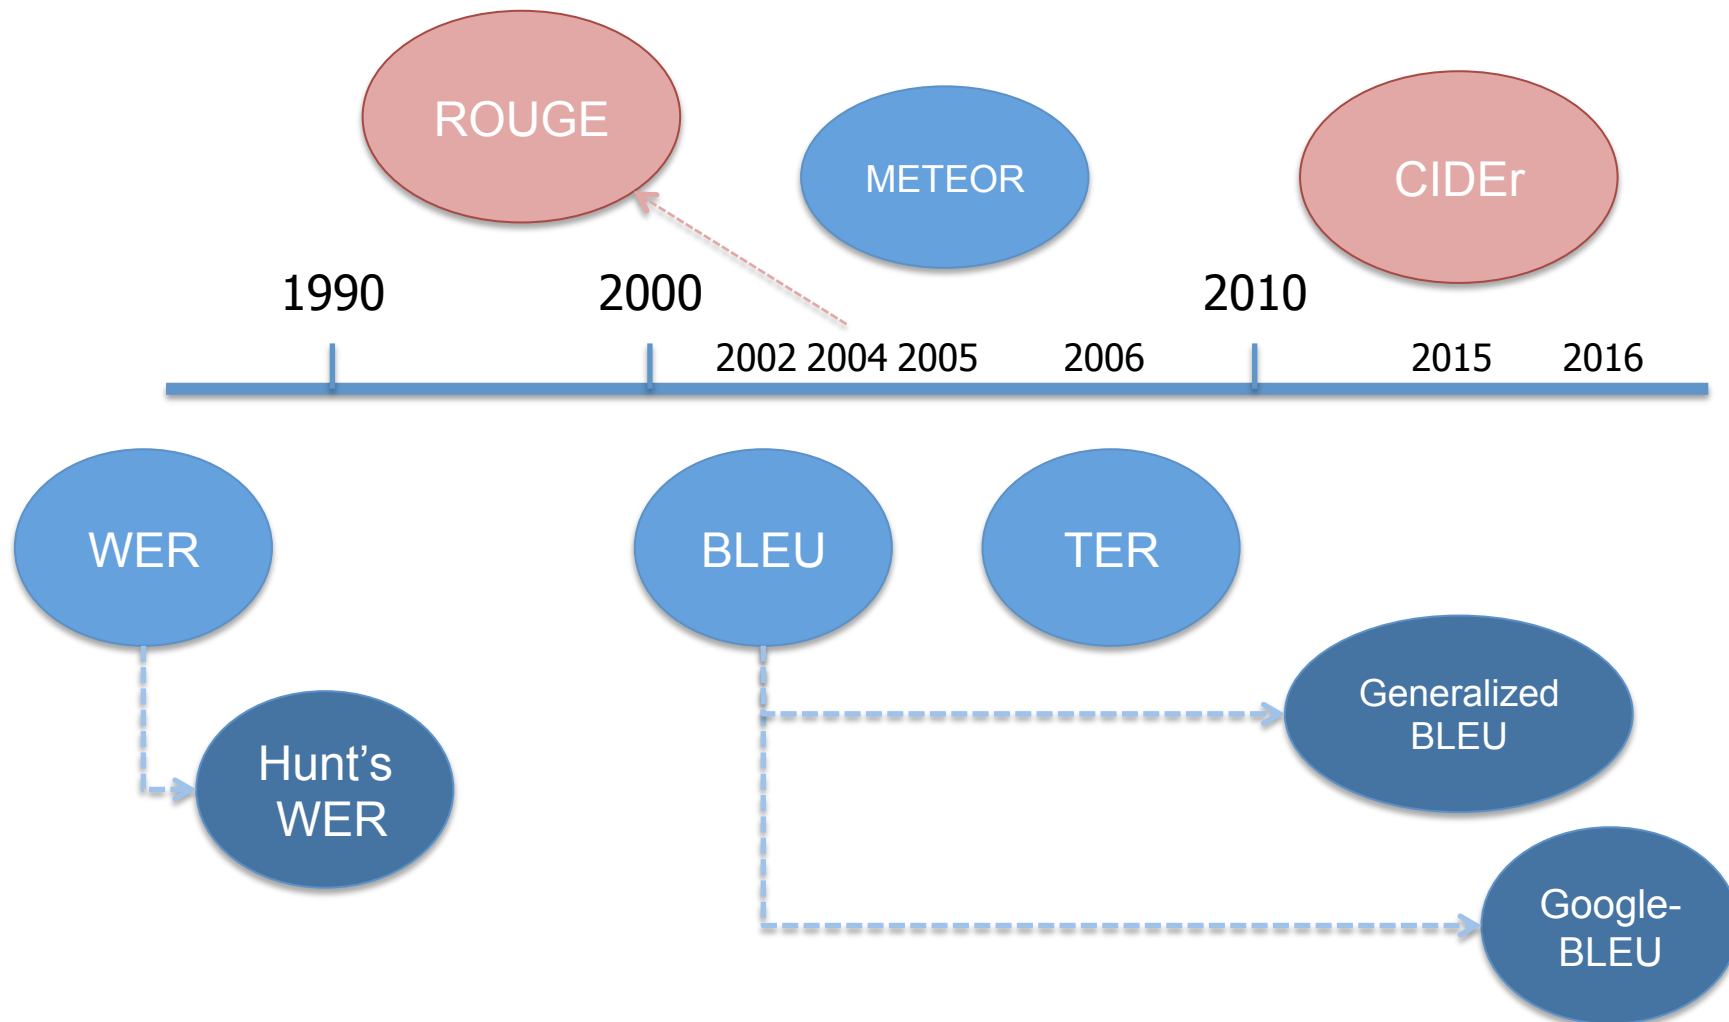 ROUGE
METEOR
CIDEr
1990
2000
2010
2002
2004
2005
2006
2015
2016
WER
BLEU
TER
Generalized
BLEU
Hunt's
WER
Google-
BLEU